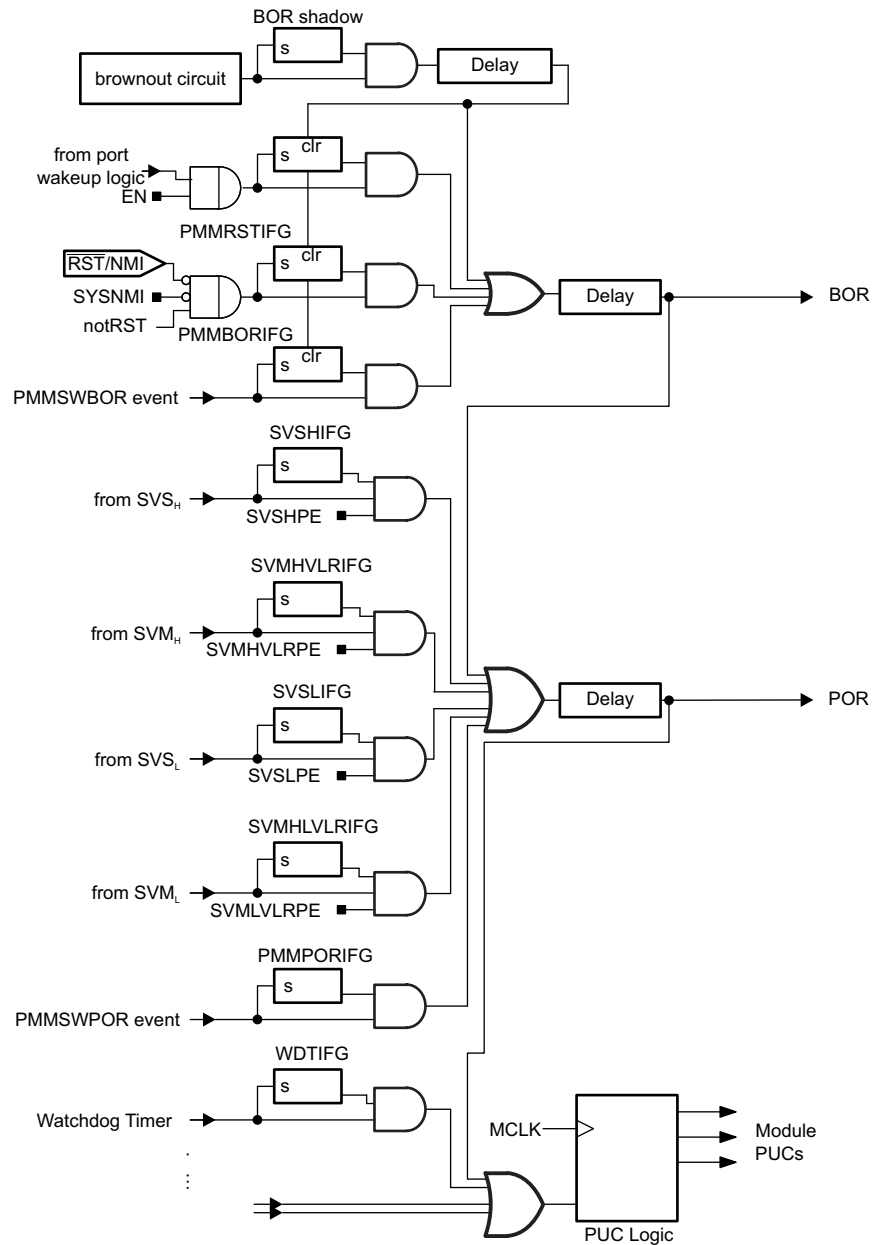 BOR shadow
s
brownout circuit
Delay
clr
s
from port
wakeup logic
EN
PMMRSTIFG
clr
s
RST/NMI
SYSNMI
notRST
Delay
BOR
PMMBORIFG
clr
s
PMMSWBOR event
SVSHIFG
s
from SVSH
SVSHPE
SVMHVLRIFG
s
from SVMH
SVMHVLRPE
SVSLIFG
s
Delay
POR
from SVSL
SVSLPE
SVMHLVLRIFG
s
from SVML
SVMLVLRPE
PMMPORIFG
s
PMMSWPOR event
WDTIFG
s
Watchdog Timer
MCLK
Module
PUCs
PUC Logic